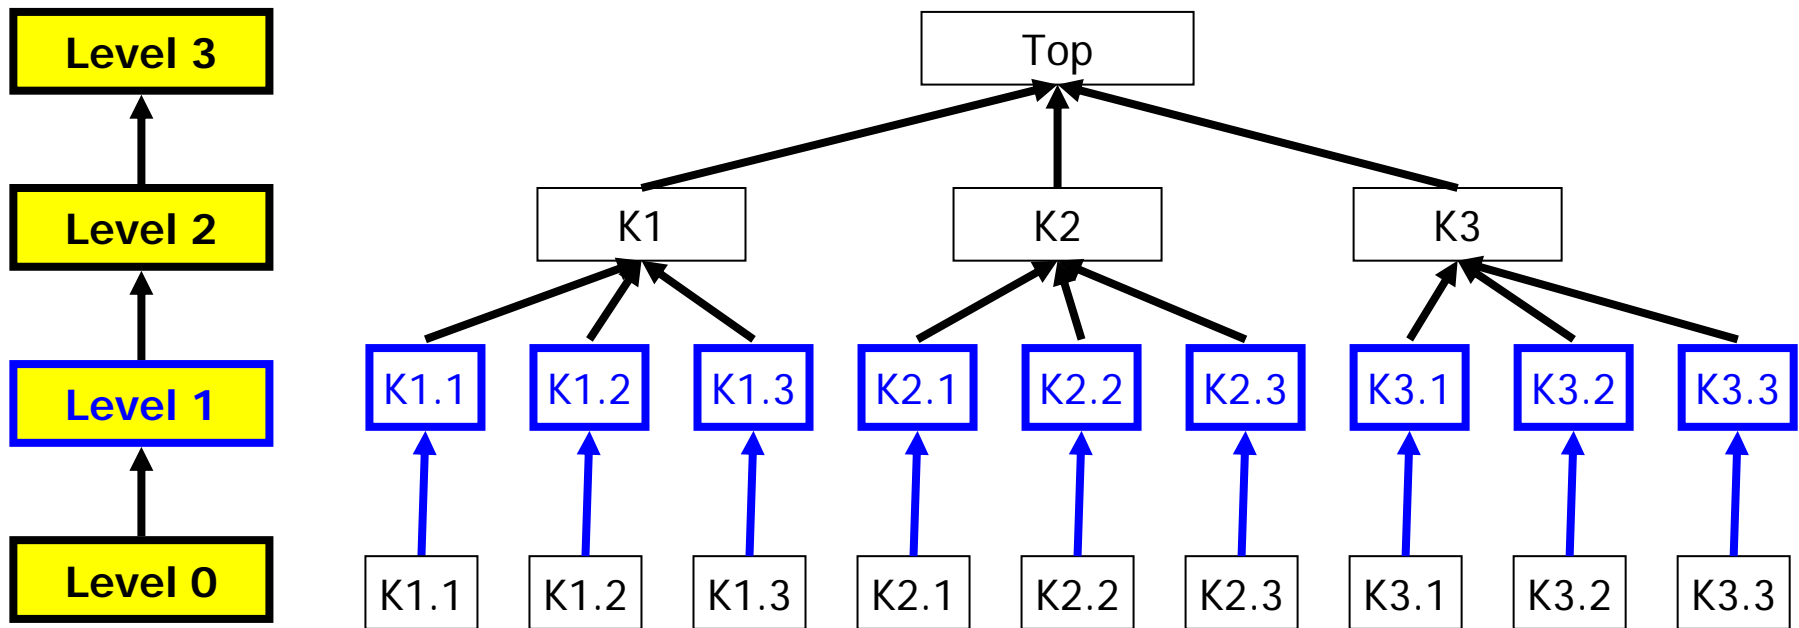 Level 3
Top
Level 2
K1
K2
K3
Level 1
K1.1
K1.2
K1.3
K2.1
K2.2
K2.3
K3.1
K3.2
K3.3
Level 0
K1.1
K1.2
K1.3
K2.1
K2.2
K2.3
K3.1
K3.2
K3.3